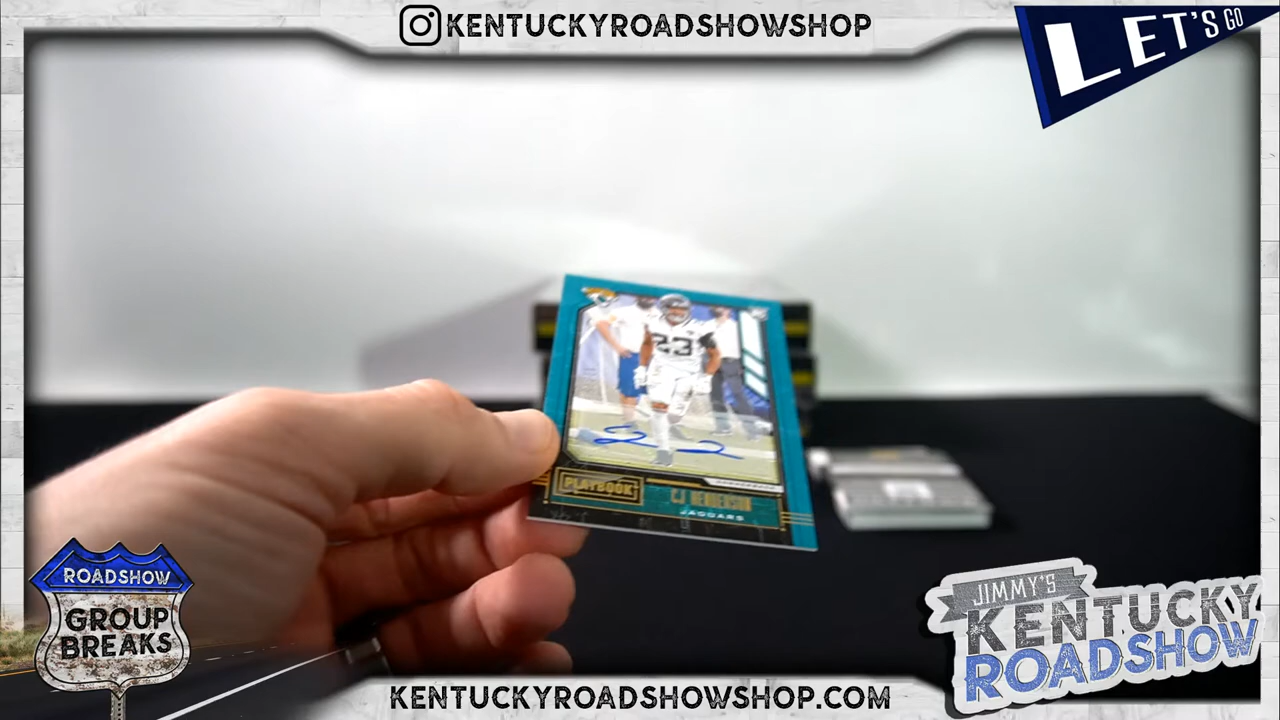 KENTUCKYROADSHOWSHOP
LET'S GO
23
PLAYBOOK
CJ HENDERSON
JAGUARS
ROADSHOW
GROUP
BREAKS
JIMMY'S
KENTUCKY
ROADSHOW
KENTUCKYROADSHOWSHOP.COM